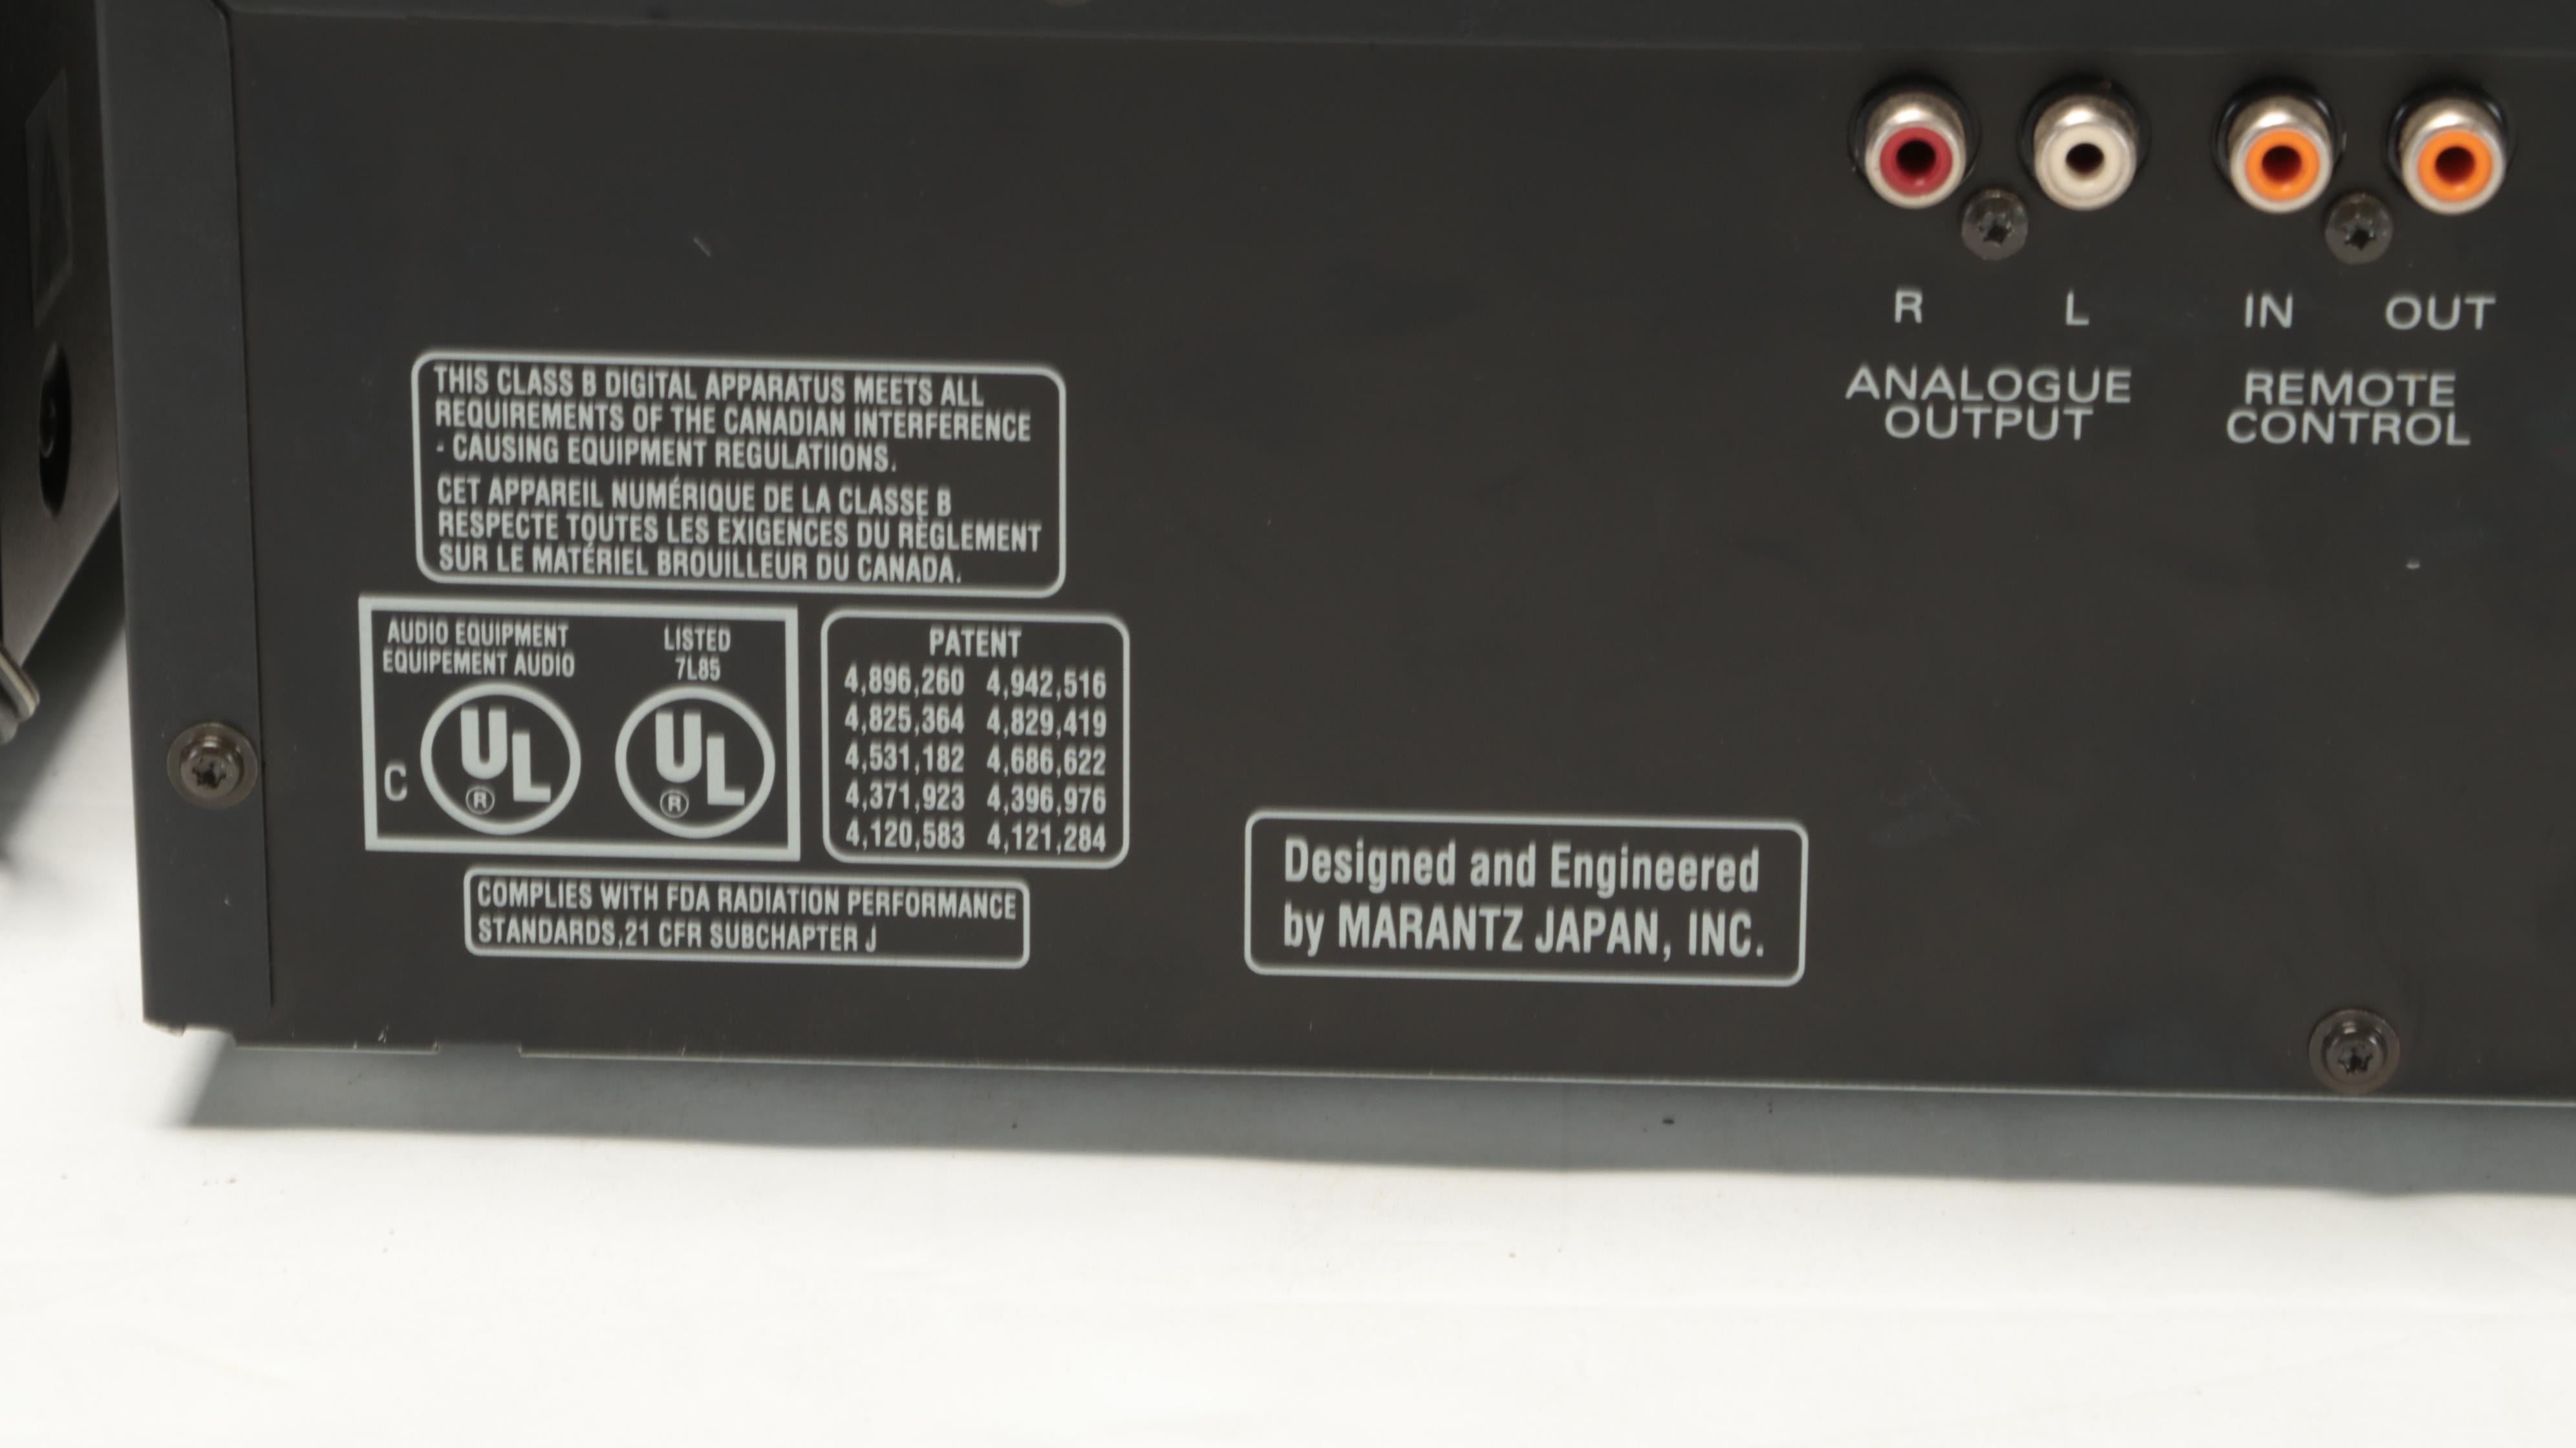 R L IN OUT
ANALOGUE OUTPUT
REMOTE CONTROL
THIS CLASS B DIGITAL APPARATUS MEETS ALL
REQUIREMENTS OF THE CANADIAN INTERFERENCE
- CAUSING EQUIPMENT REGULATIIONS.
CET APPAREIL NUMÉRIQUE DE LA CLASSE B
RESPECTE TOUTES LES EXIGENCES DU RÈGLEMENT
SUR LE MATÉRIEL BROUILLEUR DU CANADA.
AUDIO EQUIPMENT
EQUIPEMENT AUDIO
LISTED
7L85
C UL ® UL ®
PATENT
4,896,260 4,942,516
4,825,364 4,829,419
4,531,182 4,686,622
4,371,923 4,396,976
4,120,583 4,121,284
COMPLIES WITH FDA RADIATION PERFORMANCE
STANDARDS,21 CFR SUBCHAPTER J
Designed and Engineered
by MARANTZ JAPAN, INC.